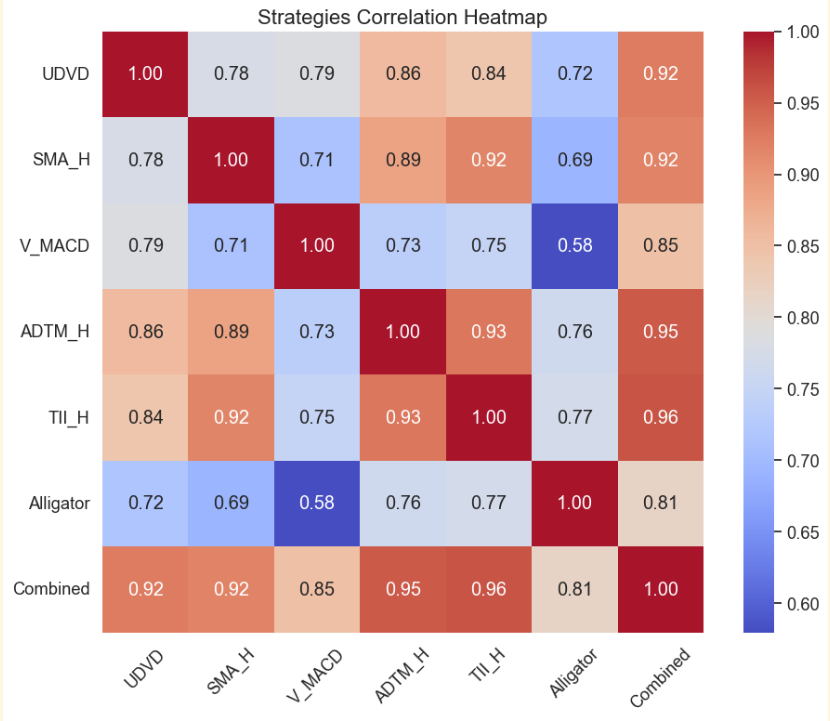 Strategies Correlation Heatmap
UDVD 1.00 0.78 0.79 0.86 0.84 0.72 0.92
SMA_H 0.78 1.00 0.71 0.89 0.92 0.69 0.92
V_MACD 0.79 0.71 1.00 0.73 0.75 0.58 0.85
ADTM_H 0.86 0.89 0.73 1.00 0.93 0.76 0.95
TII_H 0.84 0.92 0.75 0.93 1.00 0.77 0.96
Alligator 0.72 0.69 0.58 0.76 0.77 1.00 0.81
Combined 0.92 0.92 0.85 0.95 0.96 0.81 1.00
UDVD SMA_H V_MACD ADTM_H TII_H Alligator Combined
1.00
0.95
0.90
0.85
0.80
0.75
0.70
0.65
0.60